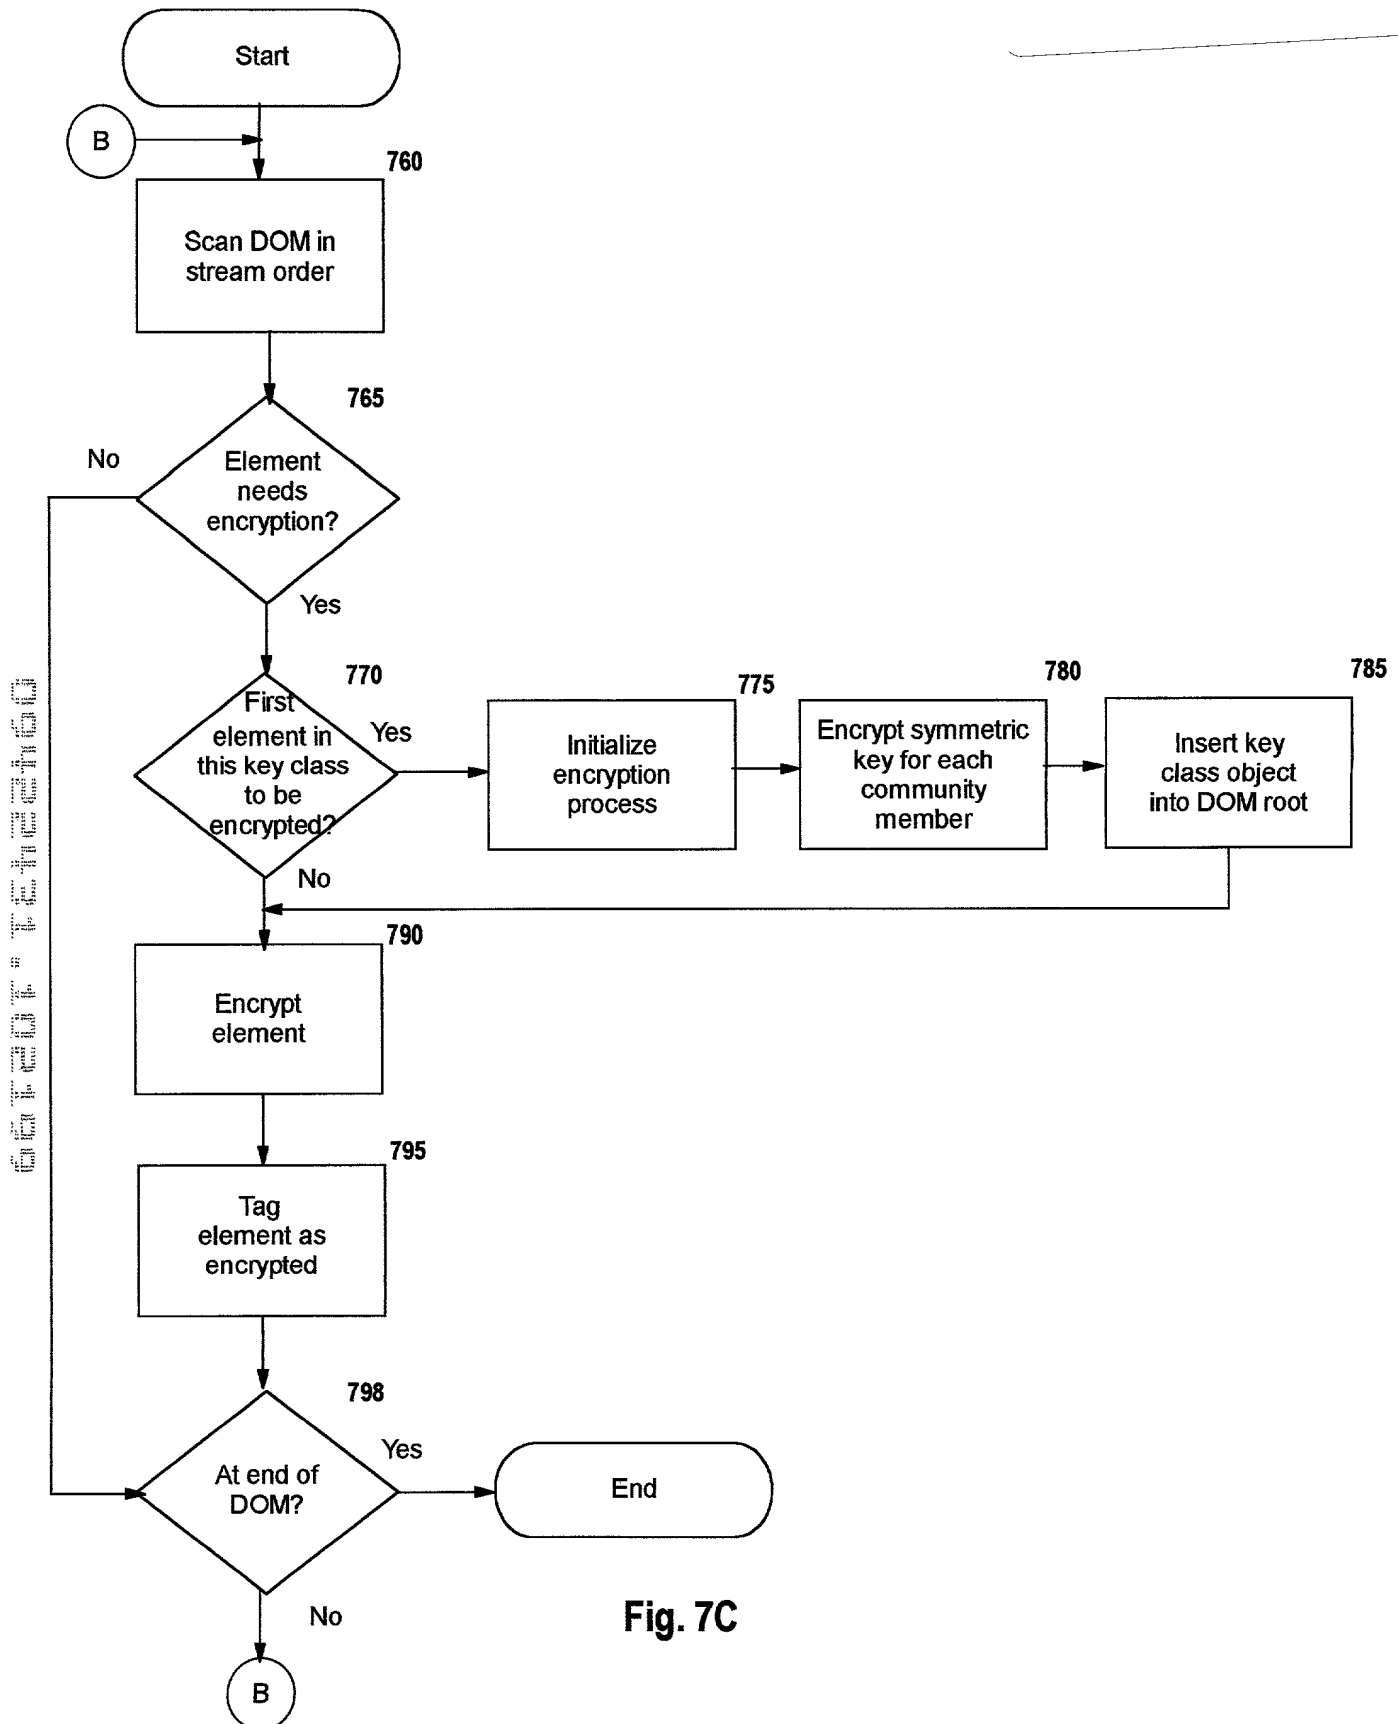 Start
B
760
Scan DOM in
stream order
765
No
Element
needs
encryption?
Yes
770
First
element in
this key class
to be
encrypted?
Yes
775
Initialize
encryption
process
780
Encrypt symmetric
key for each
community
member
785
Insert key
class object
into DOM root
No
790
Encrypt
element
795
Tag
element as
encrypted
798
At end of
DOM?
Yes
End
No
Fig. 7C
B